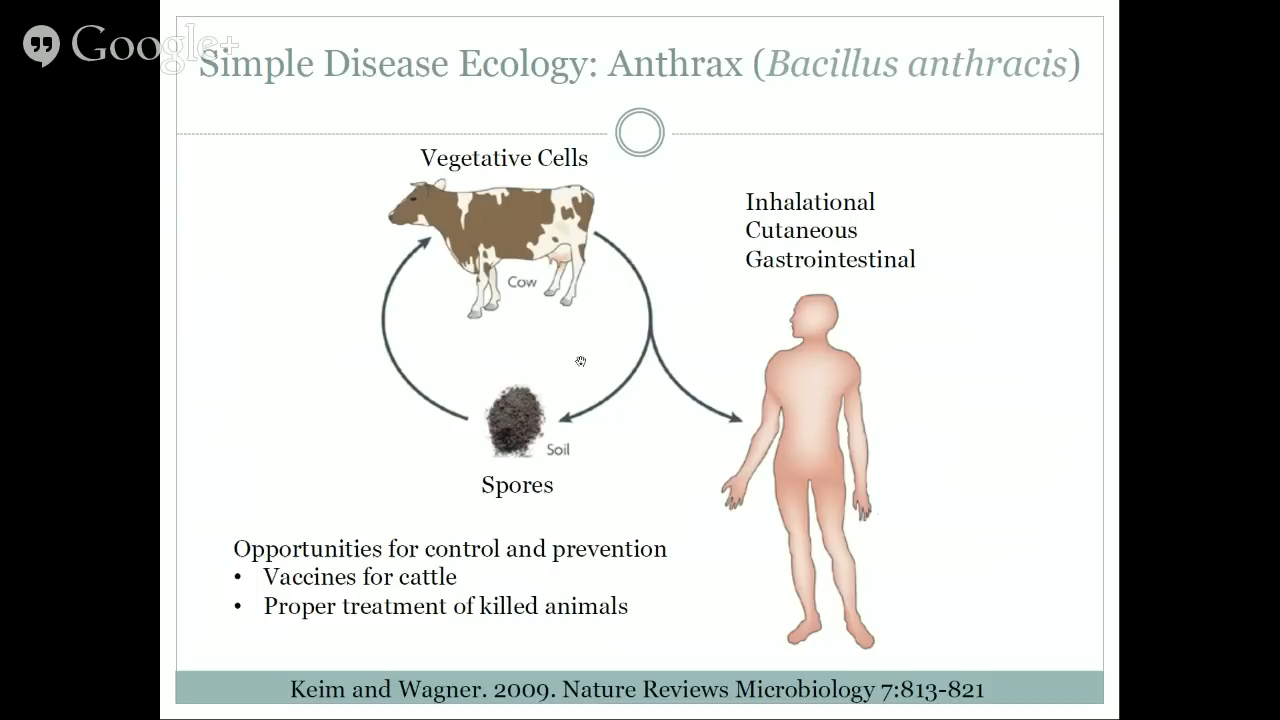 Google+
Simple Disease Ecology: Anthrax (Bacillus anthracis)
Vegetative Cells
Cow
Inhalational
Cutaneous
Gastrointestinal
Soil
Spores
Opportunities for control and prevention
• Vaccines for cattle
• Proper treatment of killed animals
Keim and Wagner. 2009. Nature Reviews Microbiology 7:813-821